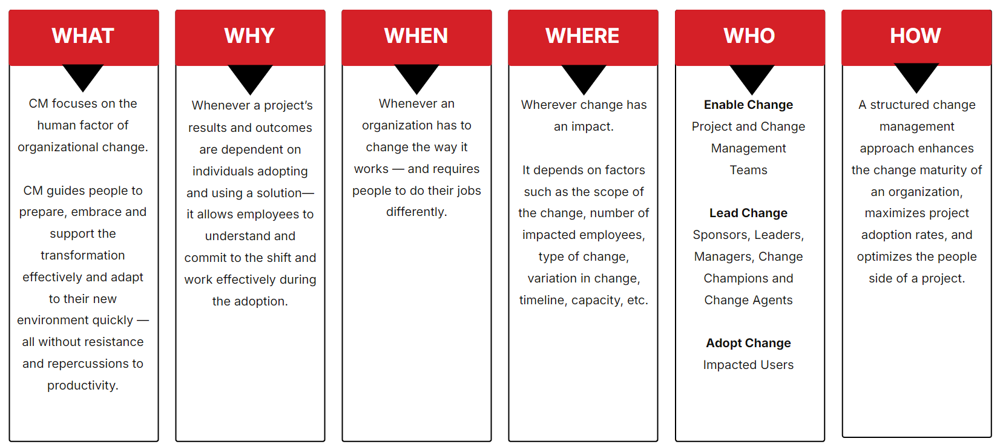 WHAT
CM focuses on the
human factor of
organizational change.
CM guides people to
prepare, embrace and
support the
transformation
effectively and adapt
to their new
environment quickly —
all without resistance
and repercussions to
productivity.
WHY
Whenever a project’s
results and outcomes
are dependent on
individuals adopting
and using a solution—
it allows employees to
understand and
commit to the shift and
work effectively during
the adoption.
WHEN
Whenever an
organization has to
change the way it
works — and requires
people to do their jobs
differently.
WHERE
Wherever change has
an impact.
It depends on factors
such as the scope of
the change, number of
impacted employees,
type of change,
variation in change,
timeline, capacity, etc.
WHO
Enable Change
Project and Change
Management
Teams
Lead Change
Sponsors, Leaders,
Managers, Change
Champions and
Change Agents
Adopt Change
Impacted Users
HOW
A structured change
management
approach enhances
the change maturity of
an organization,
maximizes project
adoption rates, and
optimizes the people
side of a project.